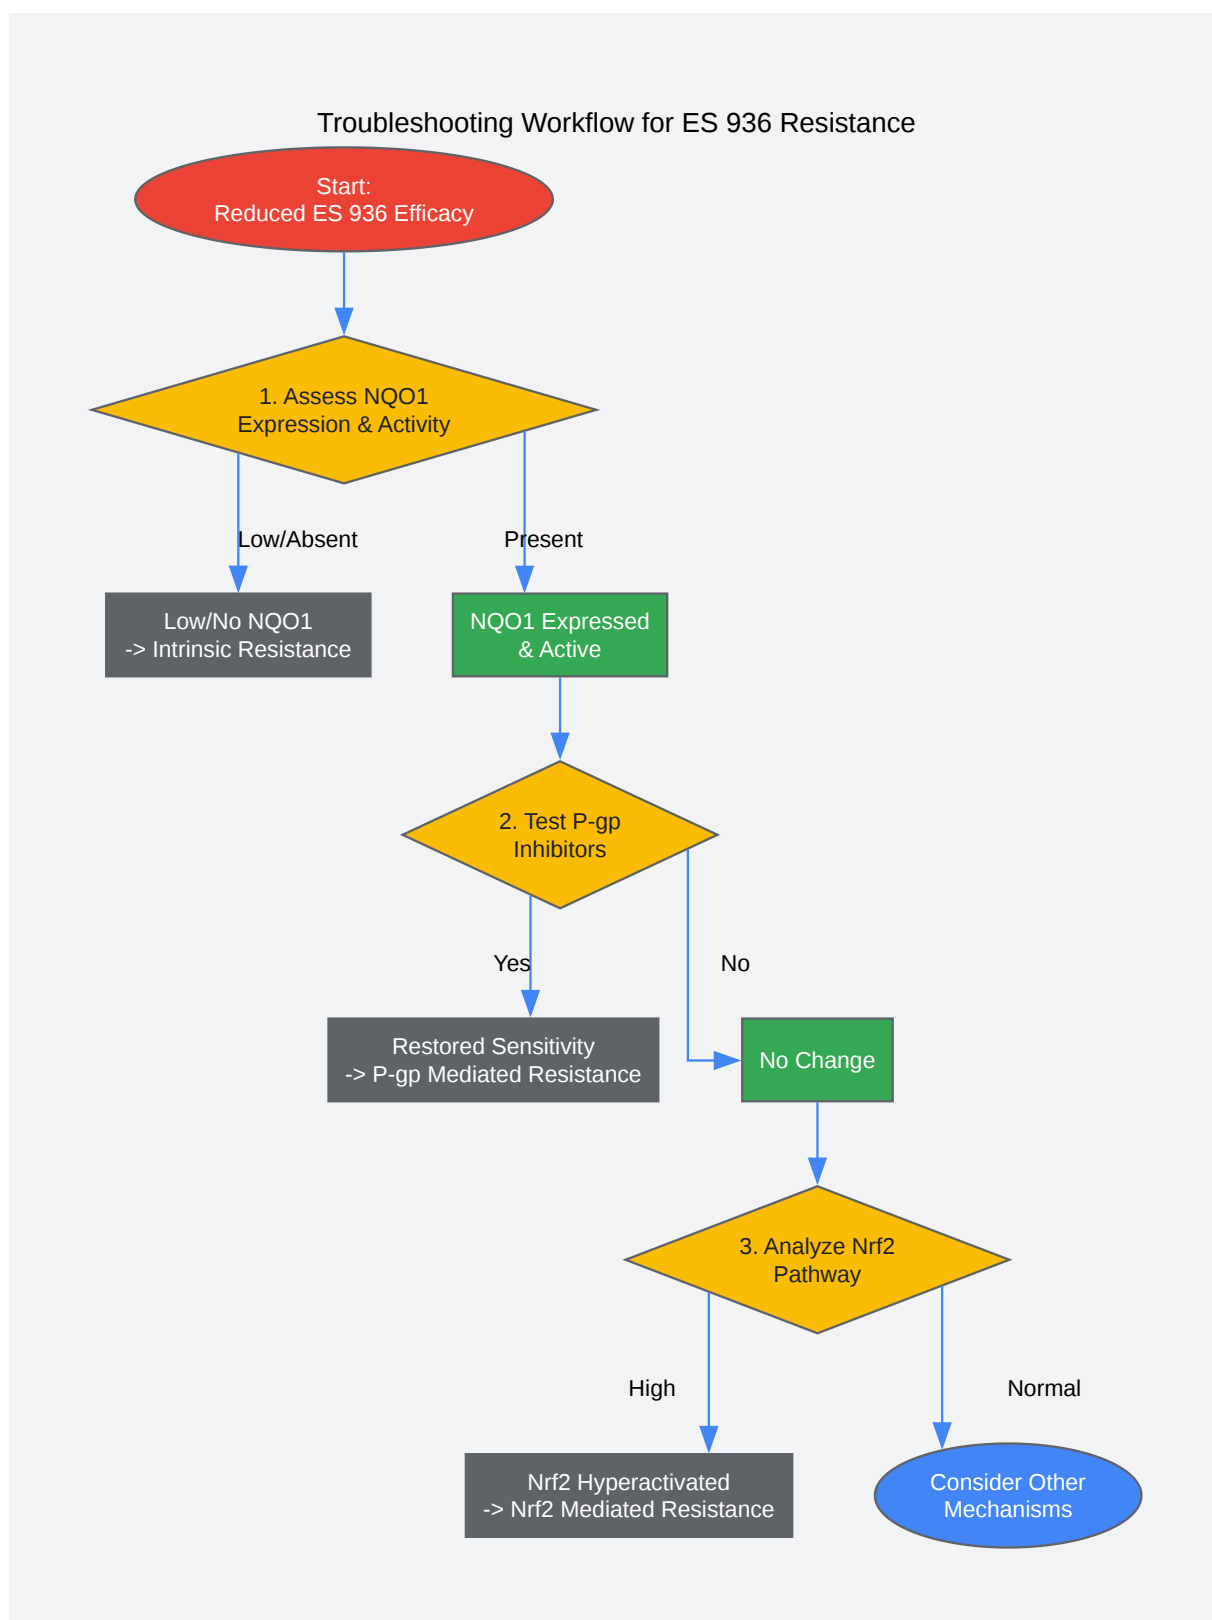 Troubleshooting Workflow for ES 936 Resistance
Start:
Reduced ES 936 Efficacy
1. Assess NQO1
Expression & Activity
Low/Absent
Present
Low/No NQO1
-> Intrinsic Resistance
NQO1 Expressed
& Active
2. Test P-gp
Inhibitors
Yes
No
Restored Sensitivity
-> P-gp Mediated Resistance
No Change
3. Analyze Nrf2
Pathway
High
Normal
Nrf2 Hyperactivated
-> Nrf2 Mediated Resistance
Consider Other
Mechanisms